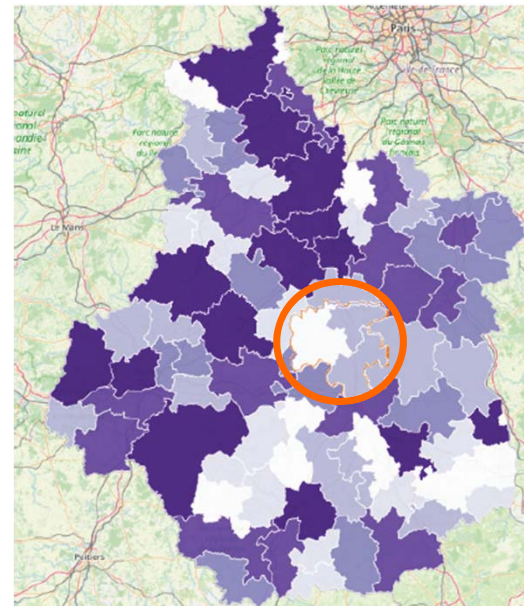 Paris
Parc naturel
régional
de la Haute
Vallée de
Chevreuse
Île-de-France
Parc naturel
régional
du Gâtinais
Français
Parc naturel
régional
du Pe
Le Mans
Poitiers